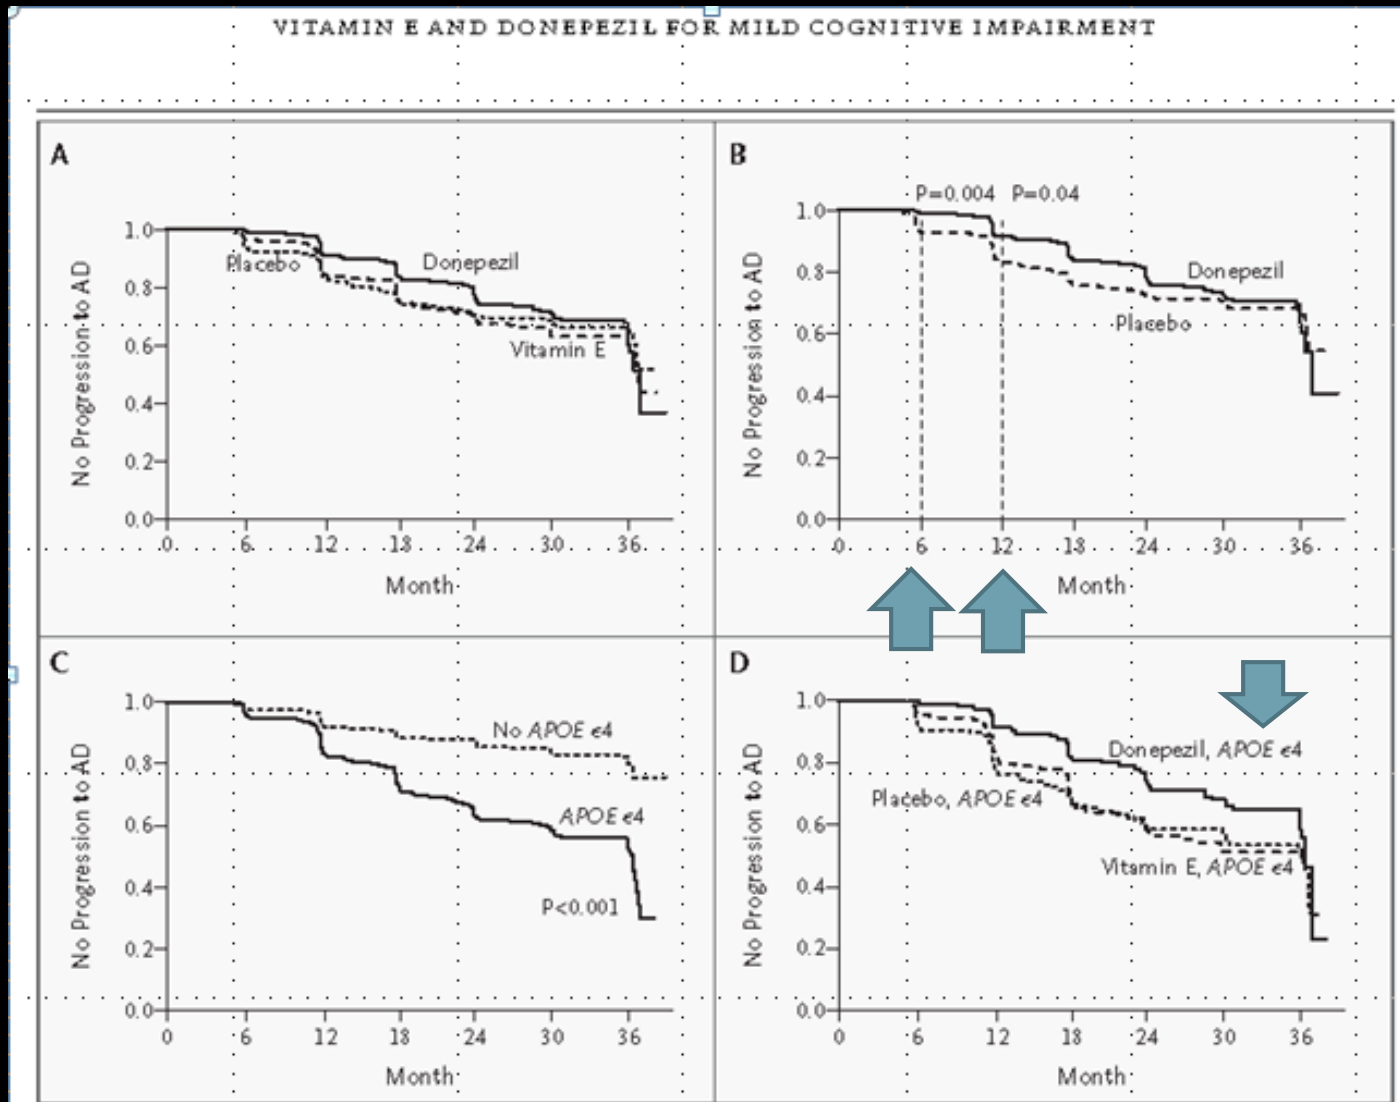 VITAMIN E AND DONEPEZIL FOR MILD COGNITIVE IMPAIRMENT
A
No Progression to AD
1.0
0.8
0.6
0.4
0.2
0.0
Placebo
Donepezil
Vitamin E
0 6 12 18 24 30 36
Month
B
No Progression to AD
P=0.004 P=0.04
1.0
0.8
0.6
0.4
0.2
0.0
Donepezil
Placebo
0 6 12 18 24 30 36
Month
C
No Progression to AD
1.0
0.8
0.6
0.4
0.2
0.0
No APOE ϵ4
APOE ϵ4
P<0.001
0 6 12 18 24 30 36
Month
D
No Progression to AD
1.0
0.8
0.6
0.4
0.2
0.0
Donepezil, APOE ϵ4
Placebo, APOE ϵ4
Vitamin E, APOE ϵ4
0 6 12 18 24 30 36
Month